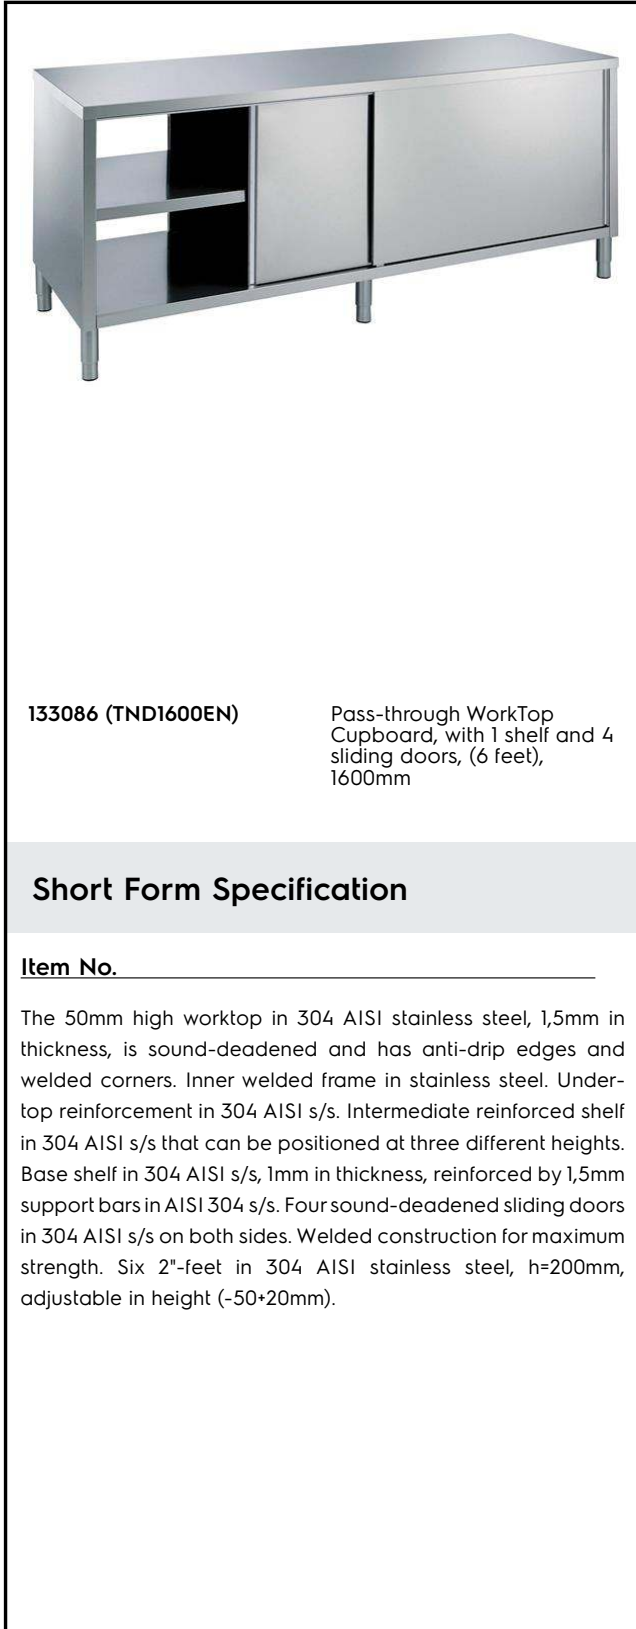 133086 (TND1600EN)
Pass-through WorkTop
Cupboard, with 1 shelf and 4
sliding doors, (6 feet),
1600mm
Short Form Specification
Item No.
The 50mm high worktop in 304 AISI stainless steel, 1,5mm in
thickness, is sound-deadened and has anti-drip edges and
welded corners. Inner welded frame in stainless steel. Under-
top reinforcement in 304 AISI s/s. Intermediate reinforced shelf
in 304 AISI s/s that can be positioned at three different heights.
Base shelf in 304 AISI s/s, 1mm in thickness, reinforced by 1,5mm
support bars in AISI 304 s/s. Four sound-deadened sliding doors
in 304 AISI s/s on both sides. Welded construction for maximum
strength. Six 2"-feet in 304 AISI stainless steel, h=200mm,
adjustable in height (-50+20mm).